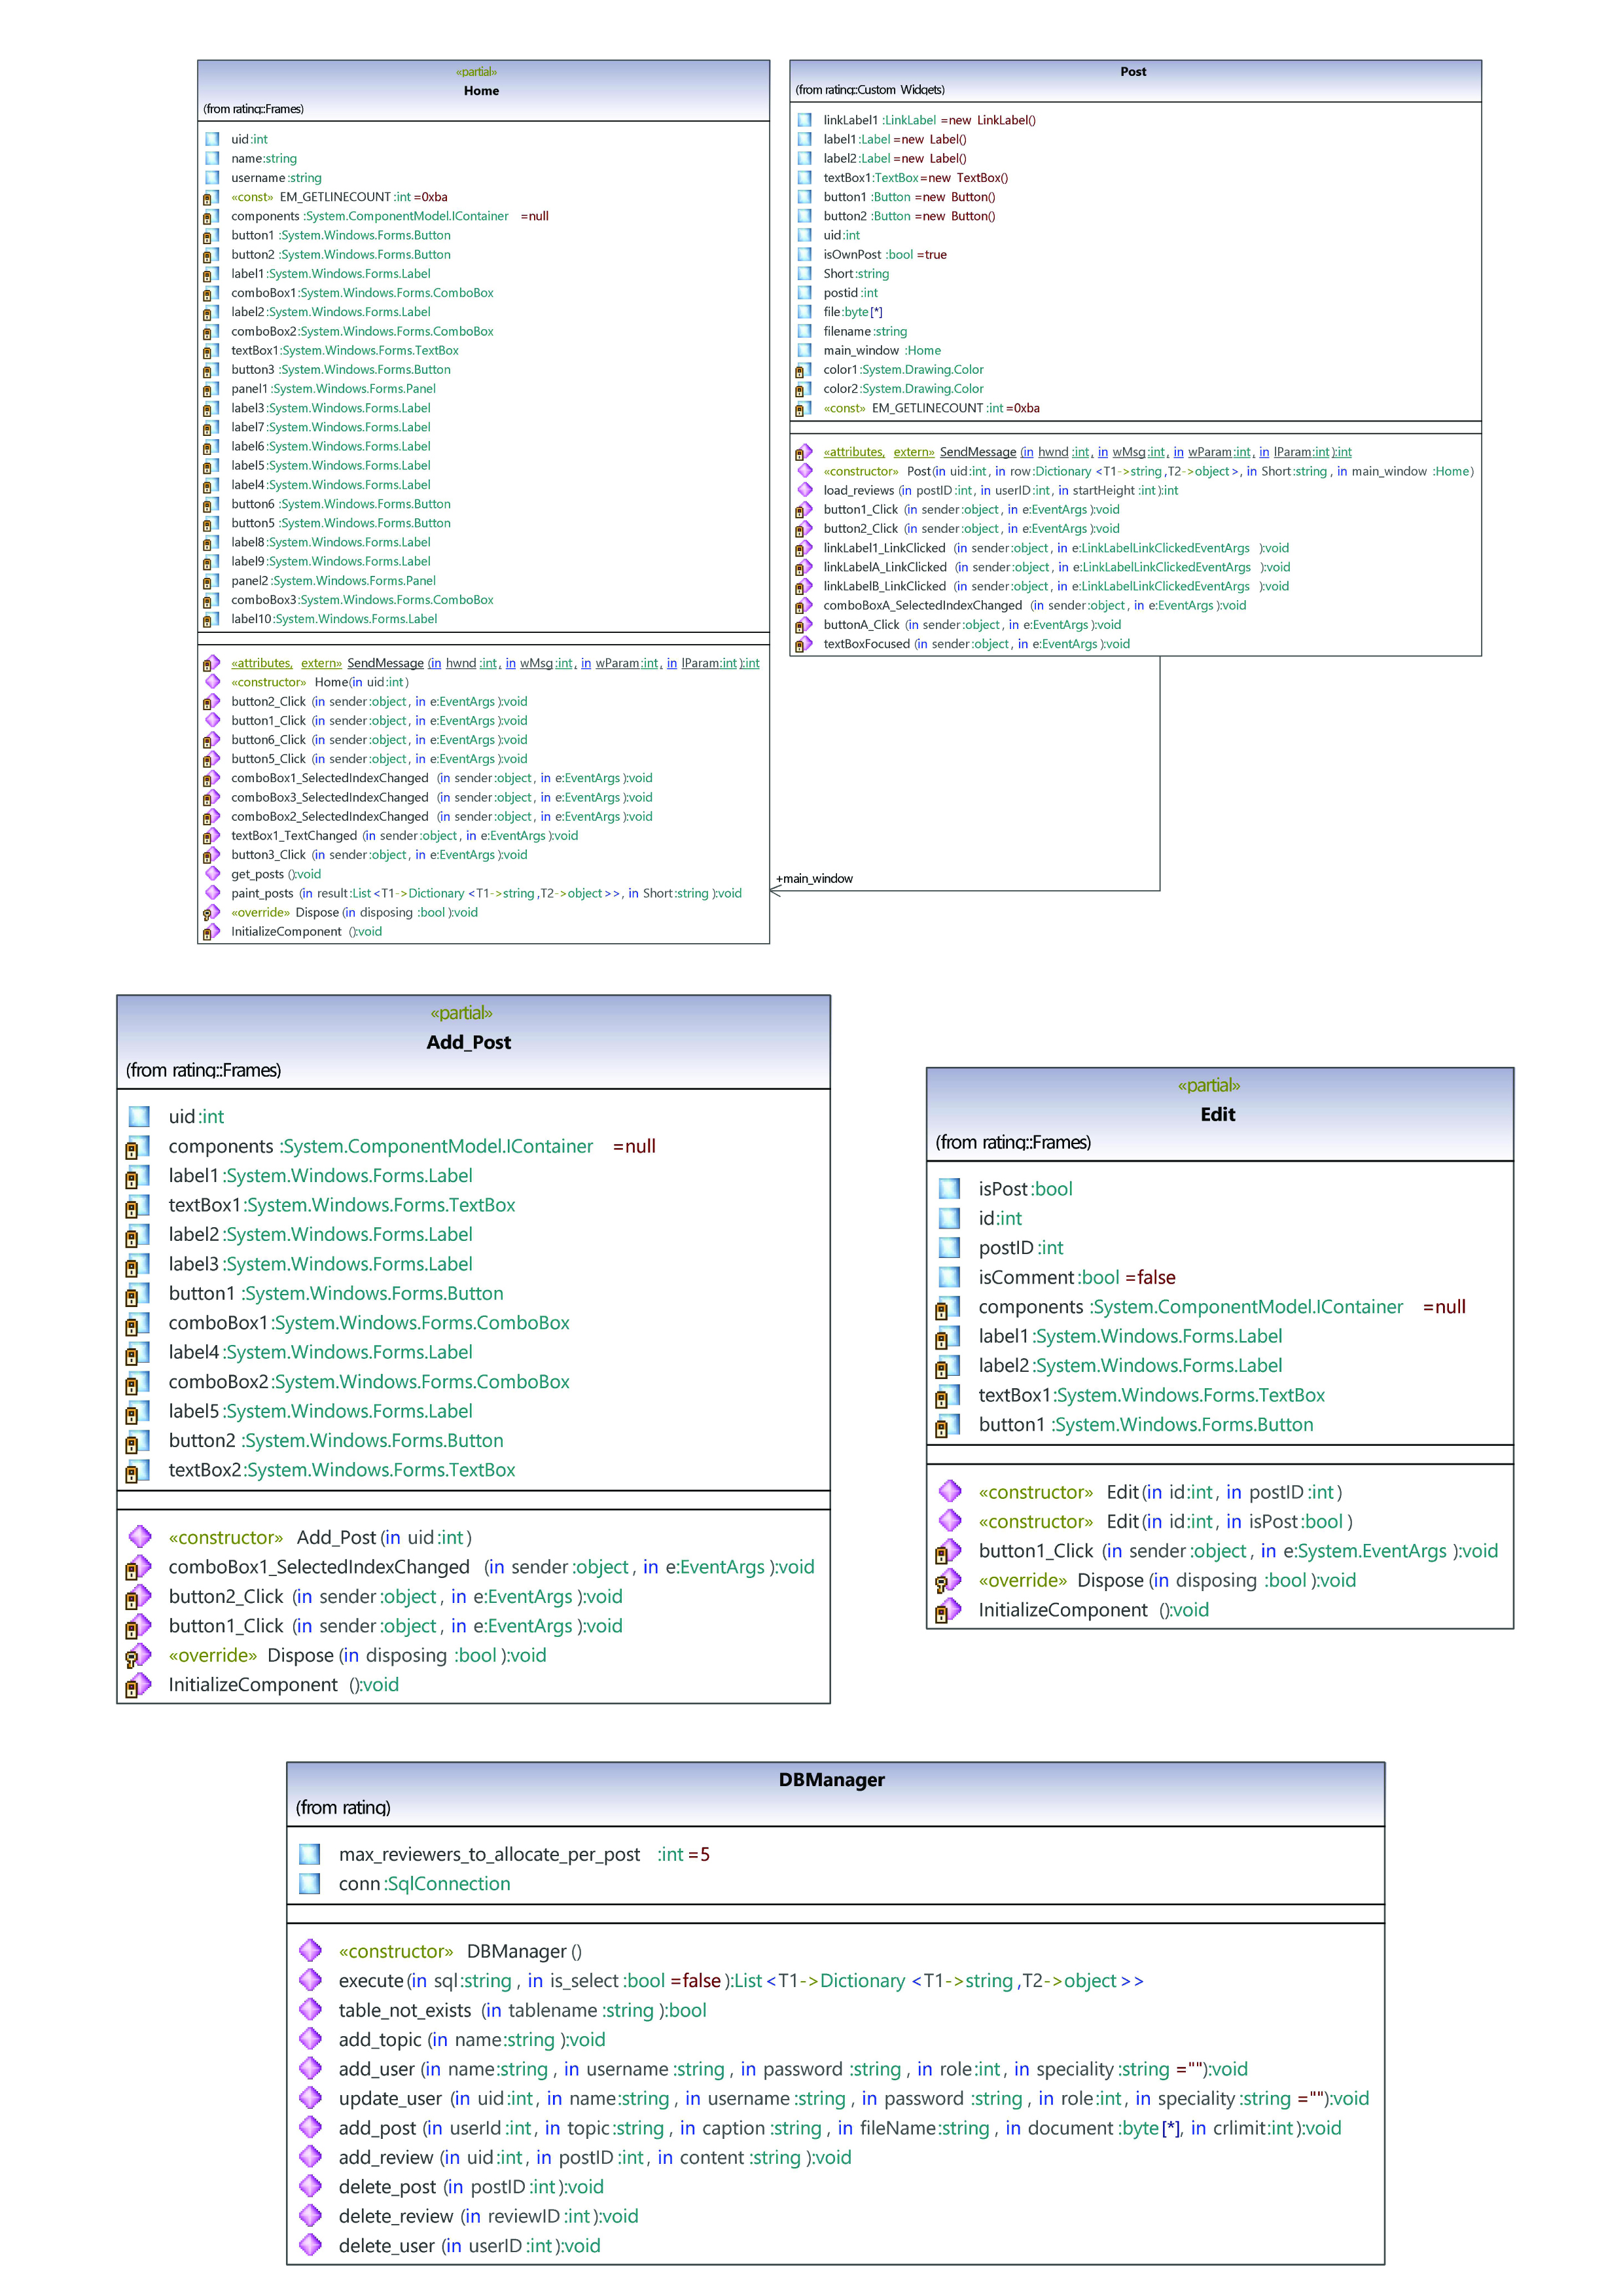 «partial»
Home
(from rating::Frames)
uid:int
name:string
username:string
«const» EM_GETLINECOUNT:int=0xba
components:System.ComponentModel.IContainer =null
button1:System.Windows.Forms.Button
button2:System.Windows.Forms.Button
label1:System.Windows.Forms.Label
comboBox1:System.Windows.Forms.ComboBox
label2:System.Windows.Forms.Label
comboBox2:System.Windows.Forms.ComboBox
textBox1:System.Windows.Forms.TextBox
button3:System.Windows.Forms.Button
panel1:System.Windows.Forms.Panel
label3:System.Windows.Forms.Label
label7:System.Windows.Forms.Label
label6:System.Windows.Forms.Label
label5:System.Windows.Forms.Label
label4:System.Windows.Forms.Label
button6:System.Windows.Forms.Button
button5:System.Windows.Forms.Button
label8:System.Windows.Forms.Label
label9:System.Windows.Forms.Label
panel2:System.Windows.Forms.Panel
comboBox3:System.Windows.Forms.ComboBox
label10:System.Windows.Forms.Label
«attributes, extern» SendMessage(in hwnd:int, in wMsg:int, in wParam:int, in lParam:int):int
«constructor» Home(in uid:int)
button2_Click(in sender:object, in e:EventArgs):void
button1_Click(in sender:object, in e:EventArgs):void
button6_Click(in sender:object, in e:EventArgs):void
button5_Click(in sender:object, in e:EventArgs):void
comboBox1_SelectedIndexChanged(in sender:object, in e:EventArgs):void
comboBox3_SelectedIndexChanged(in sender:object, in e:EventArgs):void
comboBox2_SelectedIndexChanged(in sender:object, in e:EventArgs):void
textBox1_TextChanged(in sender:object, in e:EventArgs):void
button3_Click(in sender:object, in e:EventArgs):void
get_posts():void
paint_posts(in result:List<T1->Dictionary<T1->string,T2->object>>, in Short:string):void
«override» Dispose(in disposing:bool):void
InitializeComponent():void
Post
(from rating::Custom_Widgets)
linkLabel1:LinkLabel=new LinkLabel()
label1:Label=new Label()
label2:Label=new Label()
textBox1:TextBox=new TextBox()
button1:Button=new Button()
button2:Button=new Button()
uid:int
isOwnPost:bool=true
Short:string
postid:int
file:byte[*]
filename:string
main_window:Home
color1:System.Drawing.Color
color2:System.Drawing.Color
«const» EM_GETLINECOUNT:int=0xba
«attributes, extern» SendMessage(in hwnd:int, in wMsg:int, in wParam:int, in lParam:int):int
«constructor» Post(in uid:int, in row:Dictionary<T1->string,T2->object>, in Short:string, in main_window:Home)
load_reviews(in postID:int, in userID:int, in startHeight:int):int
button1_Click(in sender:object, in e:EventArgs):void
button2_Click(in sender:object, in e:EventArgs):void
linkLabel1_LinkClicked(in sender:object, in e:LinkLabelLinkClickedEventArgs):void
linkLabelA_LinkClicked(in sender:object, in e:LinkLabelLinkClickedEventArgs):void
linkLabelB_LinkClicked(in sender:object, in e:LinkLabelLinkClickedEventArgs):void
comboBoxA_SelectedIndexChanged(in sender:object, in e:EventArgs):void
buttonA_Click(in sender:object, in e:EventArgs):void
textBoxFocused(in sender:object, in e:EventArgs):void
+main_window
«partial»
Add_Post
(from rating::Frames)
uid:int
components:System.ComponentModel.IContainer =null
label1:System.Windows.Forms.Label
textBox1:System.Windows.Forms.TextBox
label2:System.Windows.Forms.Label
label3:System.Windows.Forms.Label
button1:System.Windows.Forms.Button
comboBox1:System.Windows.Forms.ComboBox
label4:System.Windows.Forms.Label
comboBox2:System.Windows.Forms.ComboBox
label5:System.Windows.Forms.Label
button2:System.Windows.Forms.Button
textBox2:System.Windows.Forms.TextBox
«constructor» Add_Post(in uid:int)
comboBox1_SelectedIndexChanged(in sender:object, in e:EventArgs):void
button2_Click(in sender:object, in e:EventArgs):void
button1_Click(in sender:object, in e:EventArgs):void
«override» Dispose(in disposing:bool):void
InitializeComponent():void
«partial»
Edit
(from rating::Frames)
isPost:bool
id:int
postID:int
isComment:bool=false
components:System.ComponentModel.IContainer =null
label1:System.Windows.Forms.Label
label2:System.Windows.Forms.Label
textBox1:System.Windows.Forms.TextBox
button1:System.Windows.Forms.Button
«constructor» Edit(in id:int, in postID:int)
«constructor» Edit(in id:int, in isPost:bool)
button1_Click(in sender:object, in e:System.EventArgs):void
«override» Dispose(in disposing:bool):void
InitializeComponent():void
DBManager
(from rating)
max_reviewers_to_allocate_per_post:int=5
conn:SqlConnection
«constructor» DBManager()
execute(in sql:string, in is_select:bool=false):List<T1->Dictionary<T1->string,T2->object>>
table_not_exists(in tablename:string):bool
add_topic(in name:string):void
add_user(in name:string, in username:string, in password:string, in role:int, in speciality:string=""):void
update_user(in uid:int, in name:string, in username:string, in password:string, in role:int, in speciality:string=""):void
add_post(in userId:int, in topic:string, in caption:string, in fileName:string, in document:byte[*], in crlimit:int):void
add_review(in uid:int, in postID:int, in content:string):void
delete_post(in postID:int):void
delete_review(in reviewID:int):void
delete_user(in userID:int):void